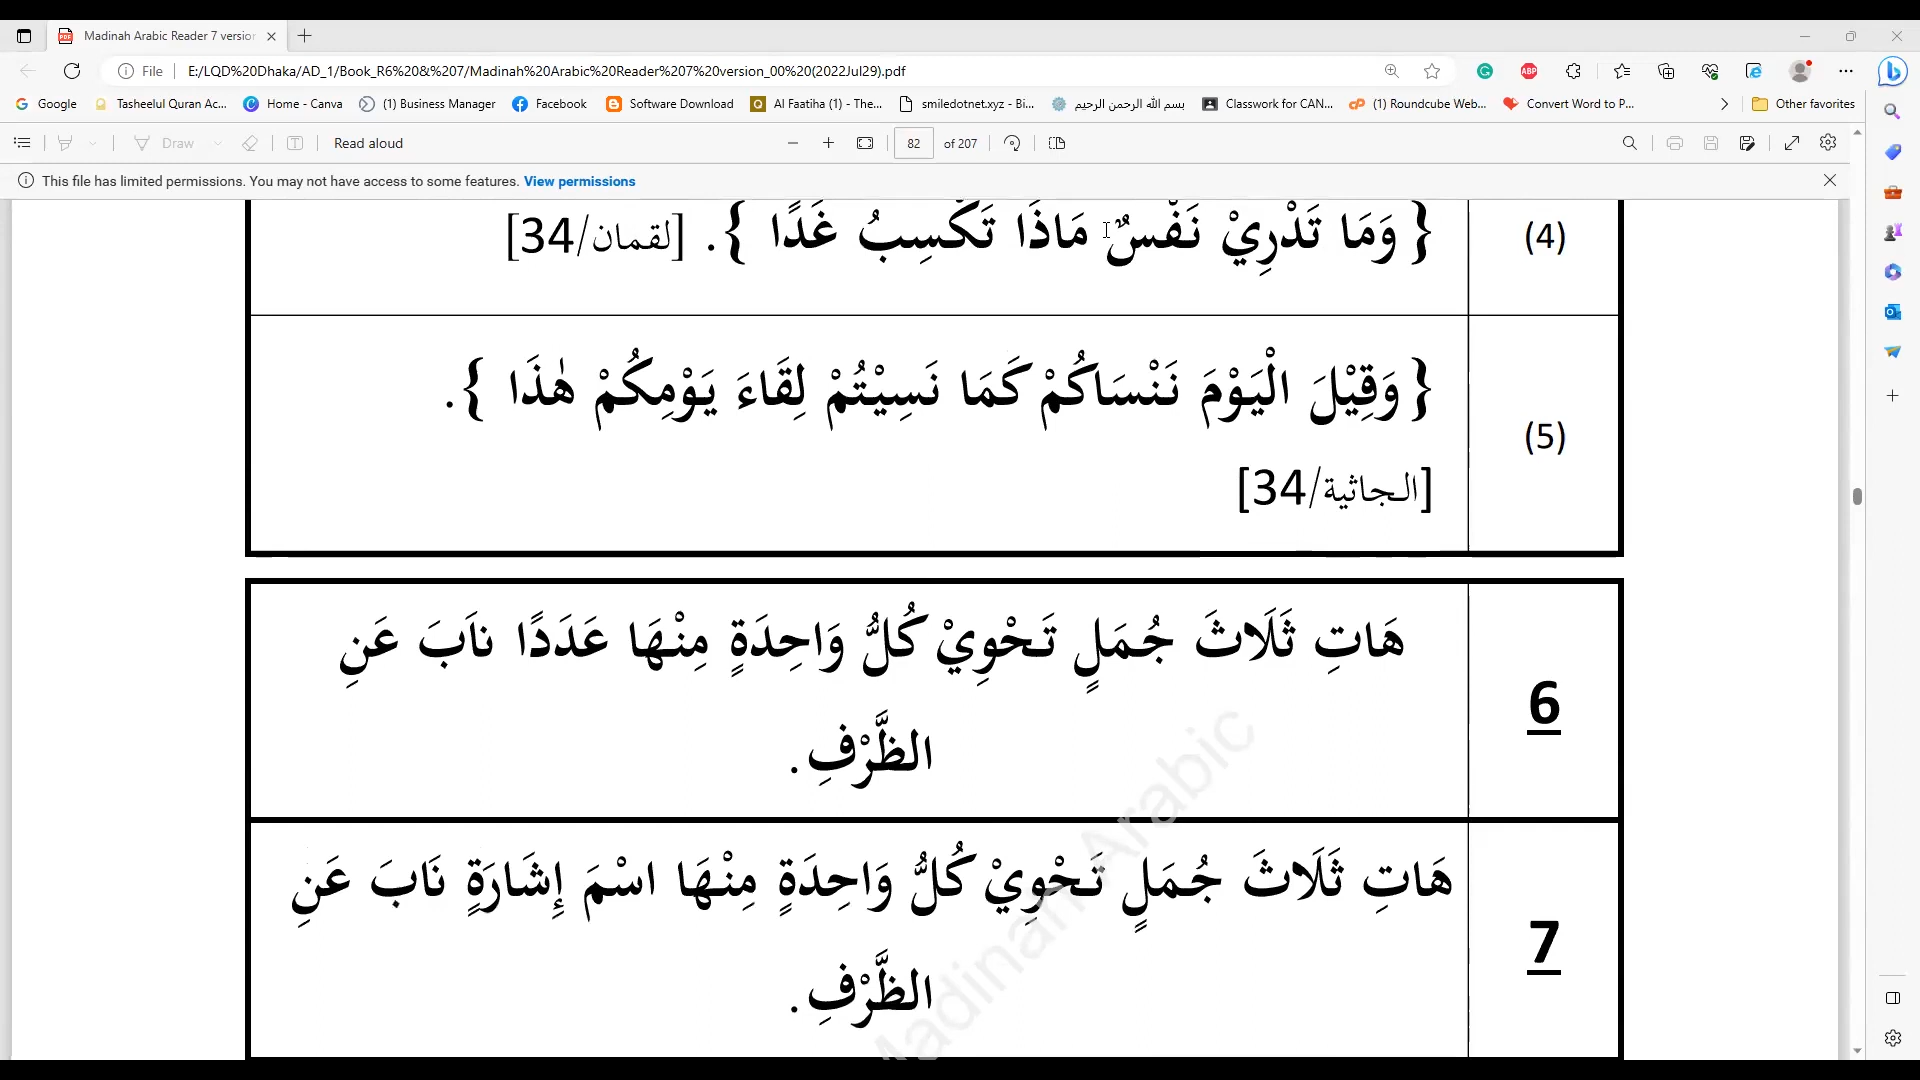 Madinah Arabic Reader 7 versio
File
E:/LQD%20Dhaka/AD_1/Book_R6%20&%207/Madinah%20Arabic%20Reader%207%20version_00%20(2022Jul29).pdf
Google
Tasheelul Quran Ac...
Home - Canva
(1) Business Manager
Facebook
Software Download
Al Faatiha (1) - The...
smiledotnet.xyz - Bi...
بسم الله الرحمن الرحيم
Classwork for CAN...
(1) Roundcube Web...
Convert Word to P...
Other favorites
Draw
Read aloud
82
of 207
This file has limited permissions. You may not have access to some features. View permissions
(4)
{ وَمَا تَدْرِيْ نَفْسٌ مَاذَا تَكْسِبُ غَدًا }. [لقمان/34]
(5)
{ وَقِيْلَ الْيَوْمَ نَنْسَاكُمْ كَمَا نَسِيْتُمْ لِقَاءَ يَوْمِكُمْ هٰذَا }.
[الجاثية/34]
6
هَاتِ ثَلَاثَ جُمَلٍ تَحْوِيْ كُلُّ وَاحِدَةٍ مِنْهَا عَدَدًا نَابَ عَنِ
الظَّرْفِ.
7
هَاتِ ثَلَاثَ جُمَلٍ تَحْوِيْ كُلُّ وَاحِدَةٍ مِنْهَا اسْمَ إِشَارَةٍ نَابَ عَنِ
الظَّرْفِ.
Madinah Arabic